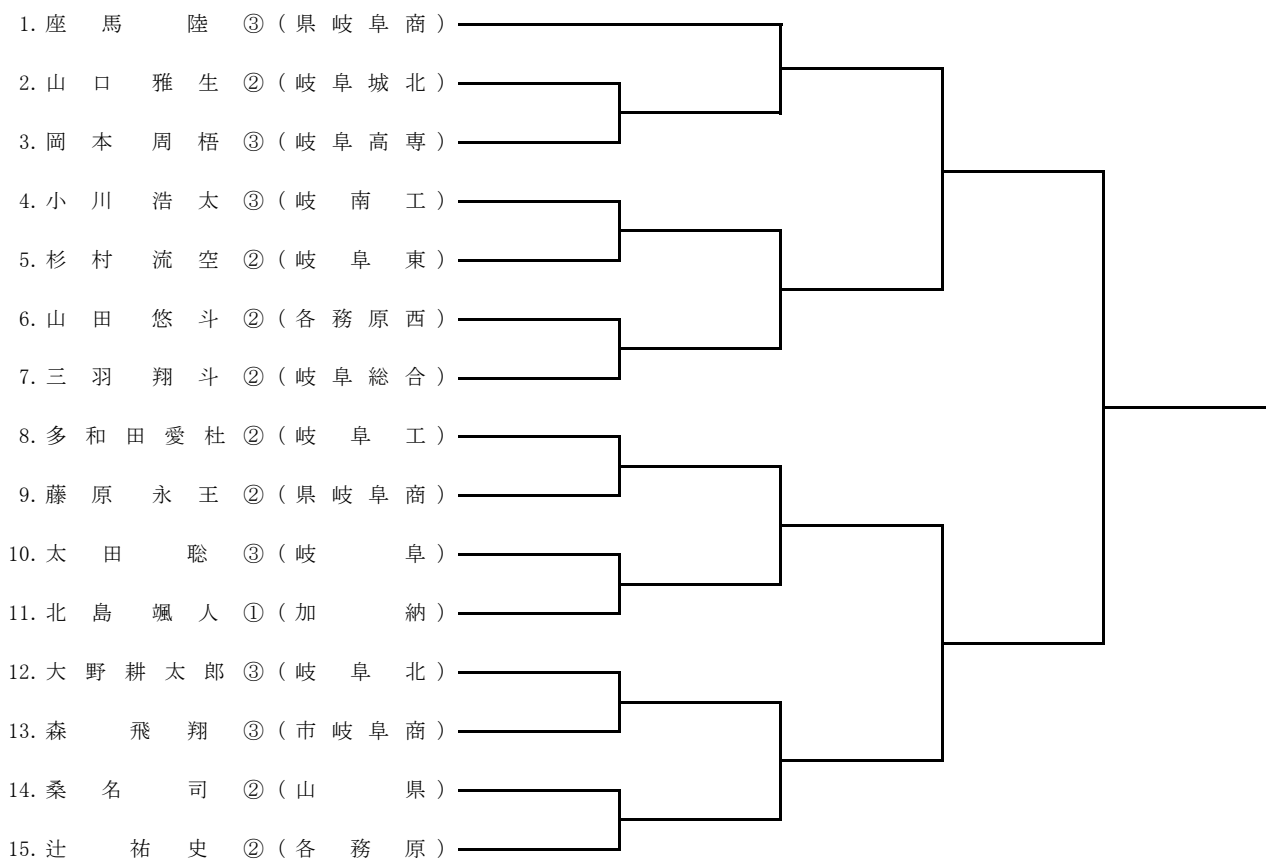 1. 座馬　陸 ③ (県岐阜商)
2. 山口　雅生 ② (岐阜城北)
3. 岡本　周梧 ③ (岐阜高専)
4. 小川　浩太 ③ (岐南工)
5. 杉村　流空 ② (岐阜東)
6. 山田　悠斗 ② (各務原西)
7. 三羽　翔斗 ② (岐阜総合)
8. 多和田愛杜 ② (岐阜工)
9. 藤原　永王 ② (県岐阜商)
10. 太田　聡 ③ (岐阜)
11. 北島　颯人 ① (加納)
12. 大野耕太郎 ③ (岐阜北)
13. 森　飛翔 ③ (市岐阜商)
14. 桑名　司 ② (山県)
15. 辻　祐史 ② (各務原)